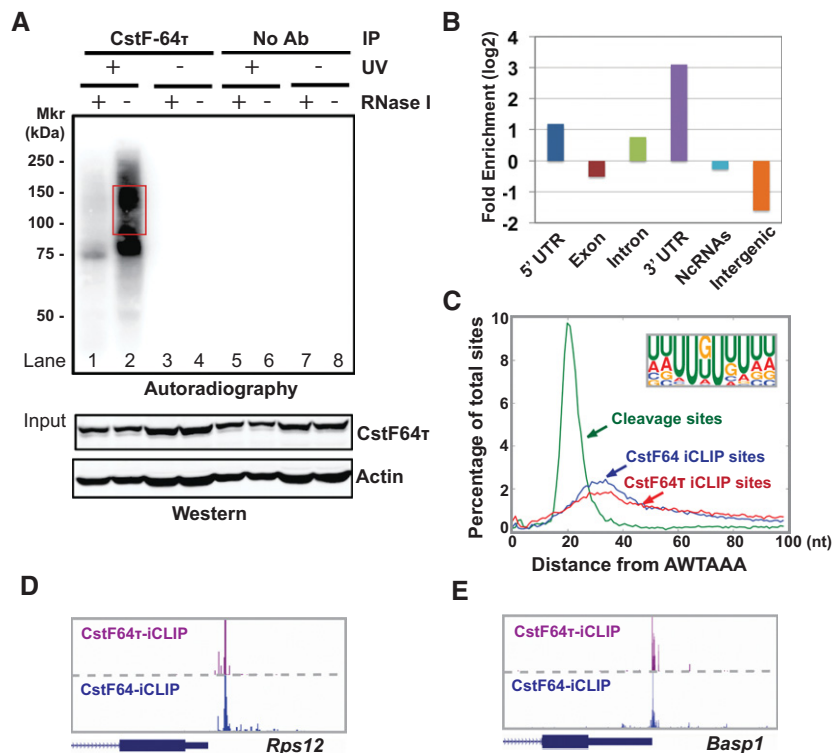 A
CstF-64τ No Ab IP
+ - + - UV
+ - + - + - + - RNase I
Mkr
(kDa)
250 -
150 -
100 -
75 -
50 -
Lane 1 2 3 4 5 6 7 8
Autoradiography
Input
CstF64τ
Actin
Western
B
Fold Enrichment (log2)
4
3
2
1
0
-1
-2
5' UTR
Exon
Intron
3' UTR
NcRNAs
Intergenic
C
Percentage of total sites
10
8
6
4
2
0
UUUUGUUUU
AAUUUUUAA
CGAGACGG
CCC
Cleavage sites
CstF64 iCLIP sites
CstF64τ iCLIP sites
0 20 40 60 80 100 (nt)
Distance from AWTAAA
D
CstF64τ-iCLIP
CstF64-iCLIP
Rps12
E
CstF64τ-iCLIP
CstF64-iCLIP
Basp1